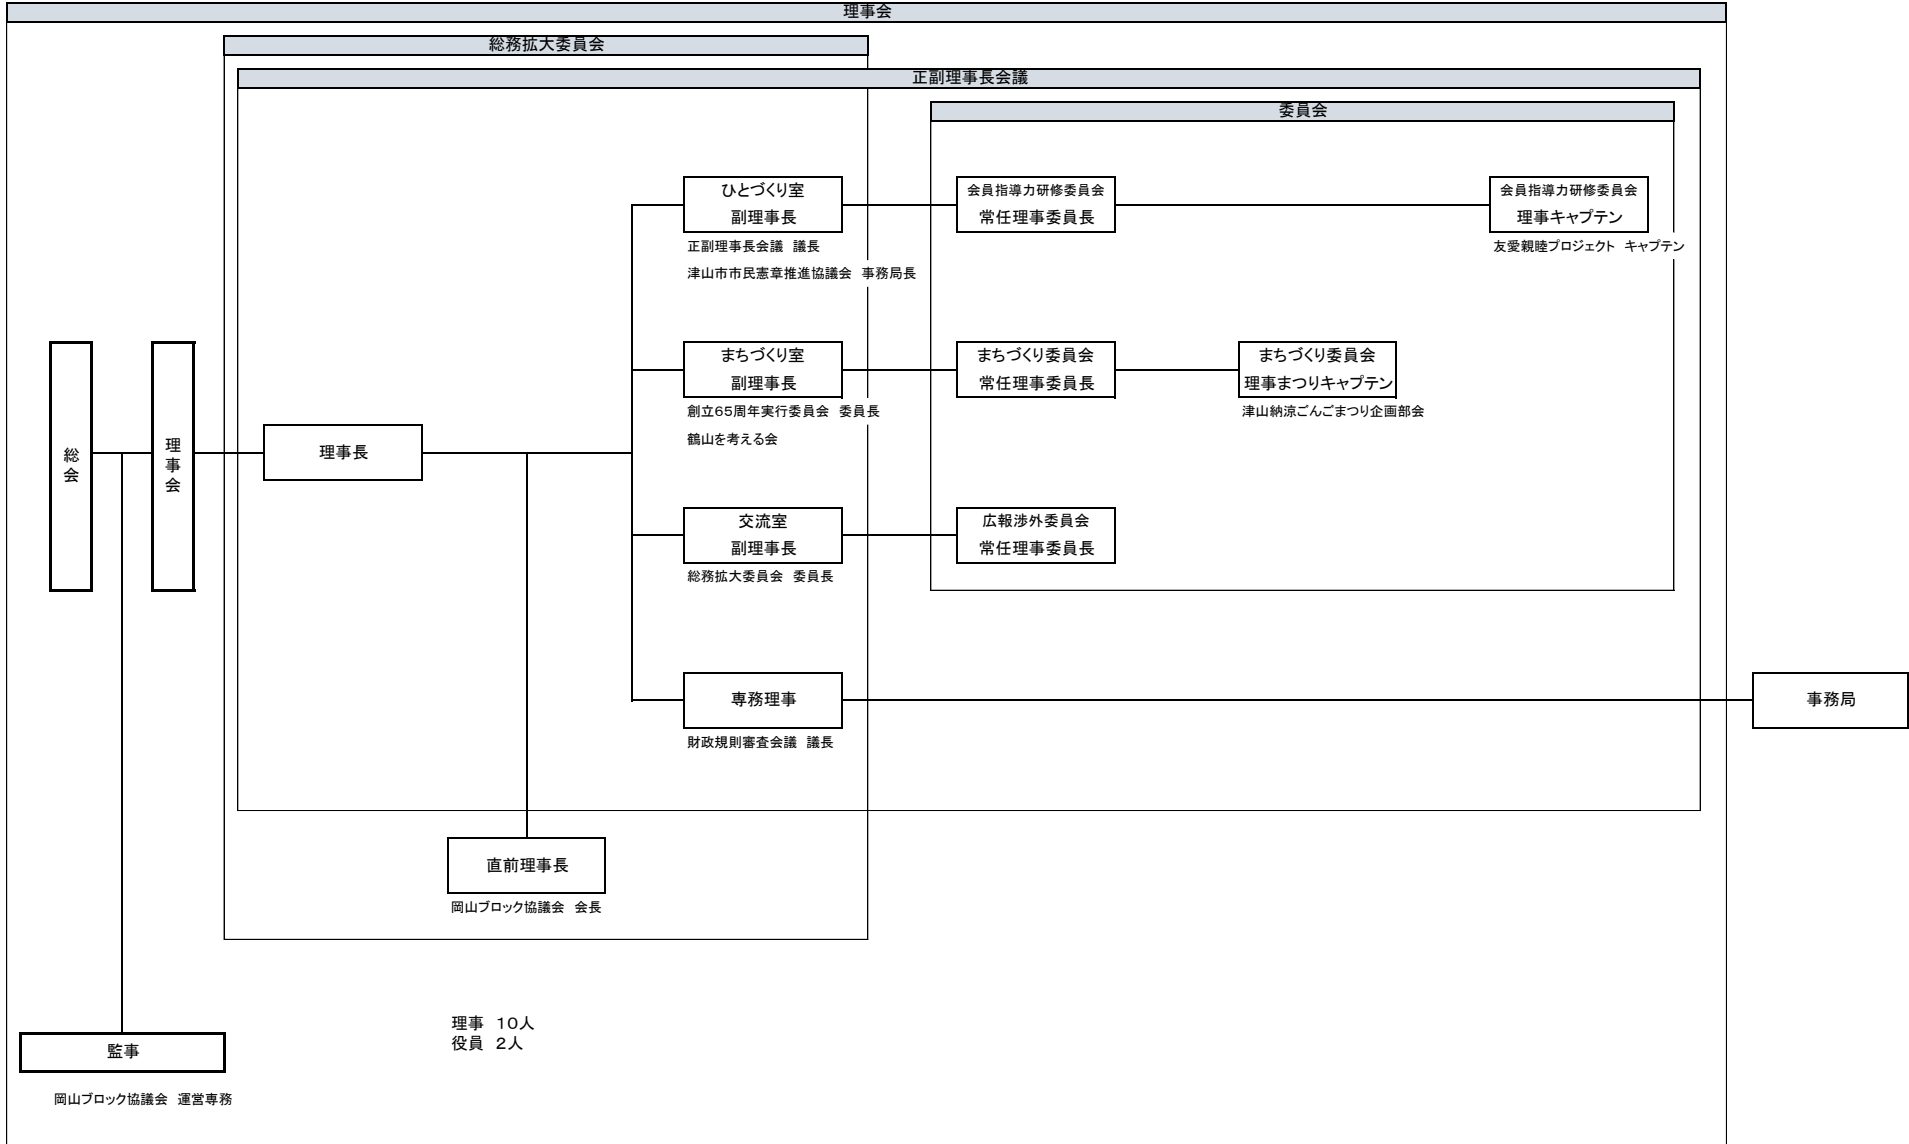 理事会
総務拡大委員会
正副理事長会議
委員会
ひとづくり室
副理事長
正副理事長会議　議長
津山市市民憲章推進協議会　事務局長
会員指導力研修委員会
常任理事委員長
会員指導力研修委員会
理事キャプテン
友愛親睦プロジェクト　キャプテン
まちづくり室
副理事長
創立65周年実行委員会　委員長
鶴山を考える会
まちづくり委員会
常任理事委員長
まちづくり委員会
理事まつりキャプテン
津山納涼ごんごまつり企画部会
総会
理事会
理事長
交流室
副理事長
総務拡大委員会　委員長
広報渉外委員会
常任理事委員長
専務理事
財政規則審査会議　議長
事務局
直前理事長
岡山ブロック協議会　会長
理事　10人
役員　2人
監事
岡山ブロック協議会　運営専務